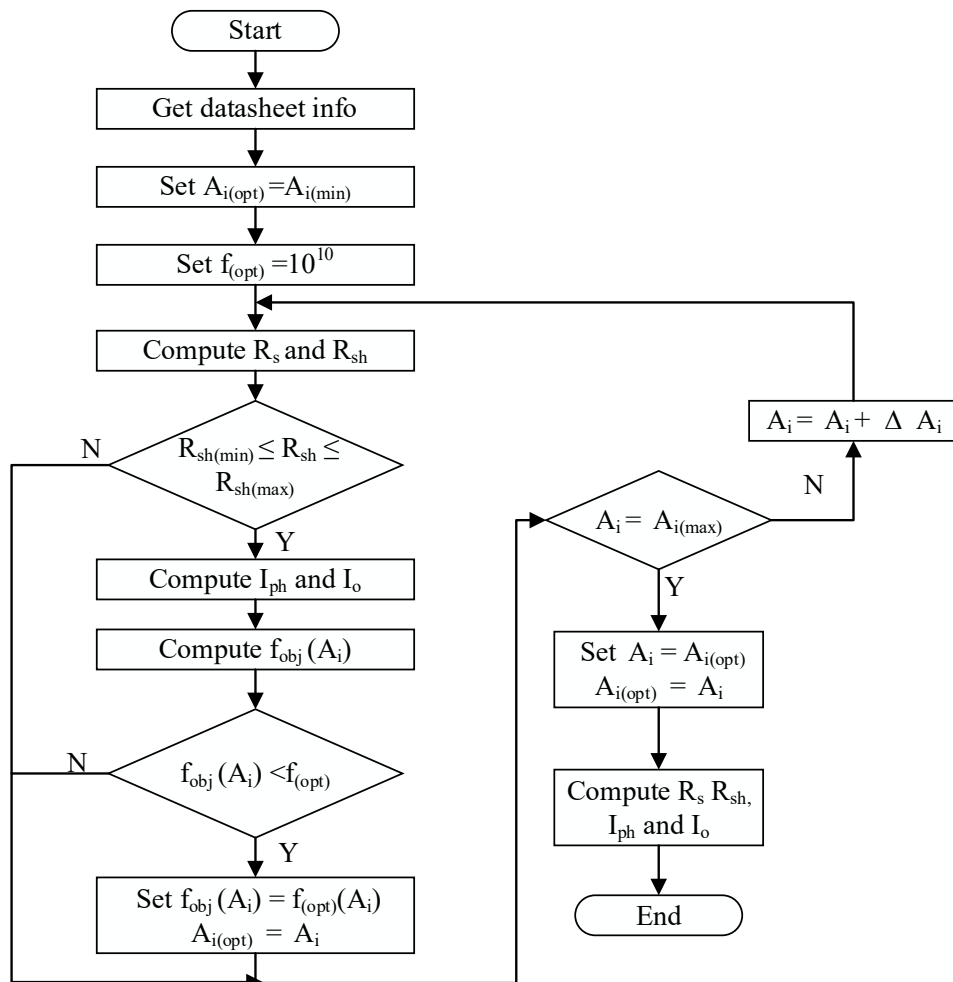 Start
Get datasheet info
Set A_i(opt) =A_i(min)
Set f_(opt) =10^10
Compute R_s and R_sh
N
R_sh(min) ≤ R_sh ≤
R_sh(max)
Y
Compute I_ph and I_o
Compute f_obj (A_i)
N
f_obj (A_i) <f_(opt)
Y
Set f_obj (A_i) = f_(opt)(A_i)
A_i(opt) = A_i
A_i = A_i + Δ A_i
N
A_i = A_i(max)
Y
Set A_i = A_i(opt)
A_i(opt) = A_i
Compute R_s R_sh,
I_ph and I_o
End